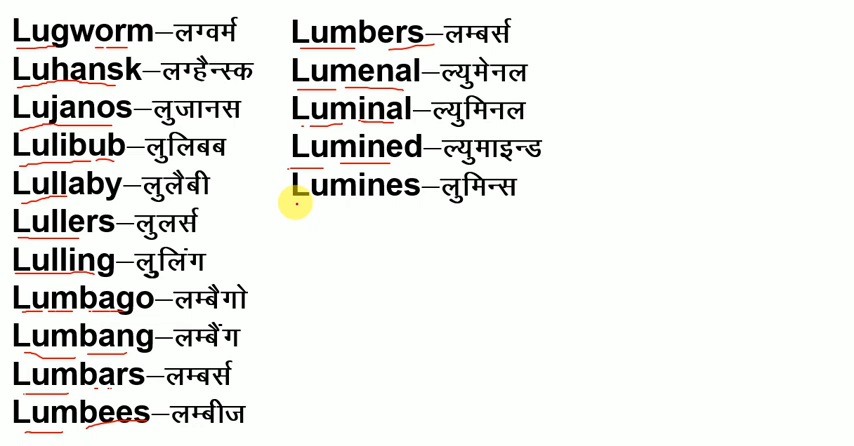 Lugworm–लग्वर्म
Luhansk–लग्हैन्स्क
Lujanos–लुजानस
Lulibub–लुलिबब
Lullaby–लुलैबी
Lullers–लुलर्स
Lulling–लुलिंग
Lumbago–लम्बैगो
Lumbang–लम्बैंग
Lumbars–लम्बर्स
Lumbees–लम्बीज
Lumbers–लम्बर्स
Lumenal–ल्युमेनल
Luminal–ल्युमिनल
Lumined–ल्युमाइन्ड
Lumines–लुमिन्स